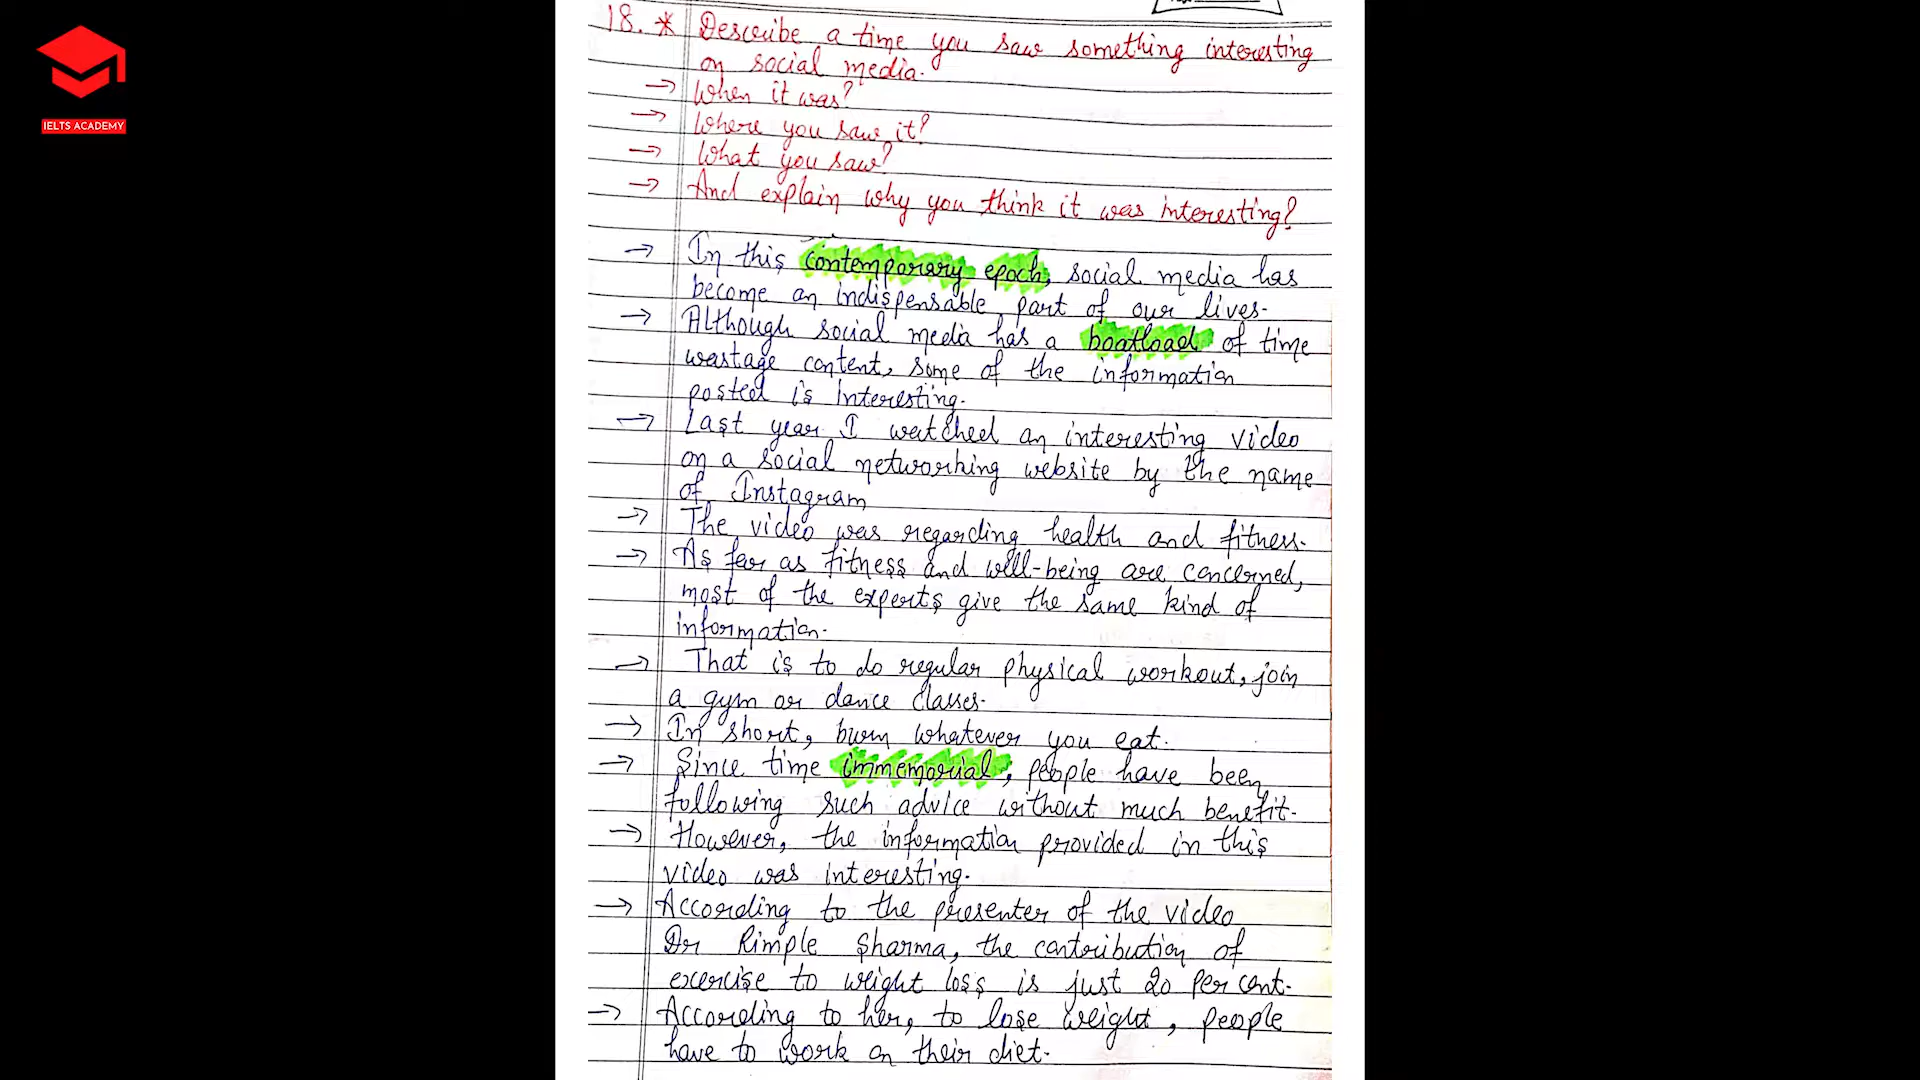 IELTS ACADEMY
18. * Describe a time you saw something interesting
on social media.
→ When it was?
→ Where you saw it?
→ What you saw?
→ And explain why you think it was interesting?
→ In this contemporary epoch, social media has
become an indispensable part of our lives.
→ Although social media has a boatload of time
wastage content, some of the information
posted is interesting.
→ Last year I watched an interesting video
on a social networking website by the name
of Instagram
→ The video was regarding health and fitness.
→ As far as fitness and well-being are concerned,
most of the experts give the same kind of
information.
→ That is to do regular physical workout, join
a gym or dance classes.
→ In short, burn whatever you eat.
→ Since time immemorial, people have been
following such advice without much benefit.
→ However, the information provided in this
video was interesting.
→ According to the presenter of the video
Dr Rimple Sharma, the contribution of
exercise to weight loss is just 20 per cent.
→ According to her, to lose weight, people
have to work on their diet.